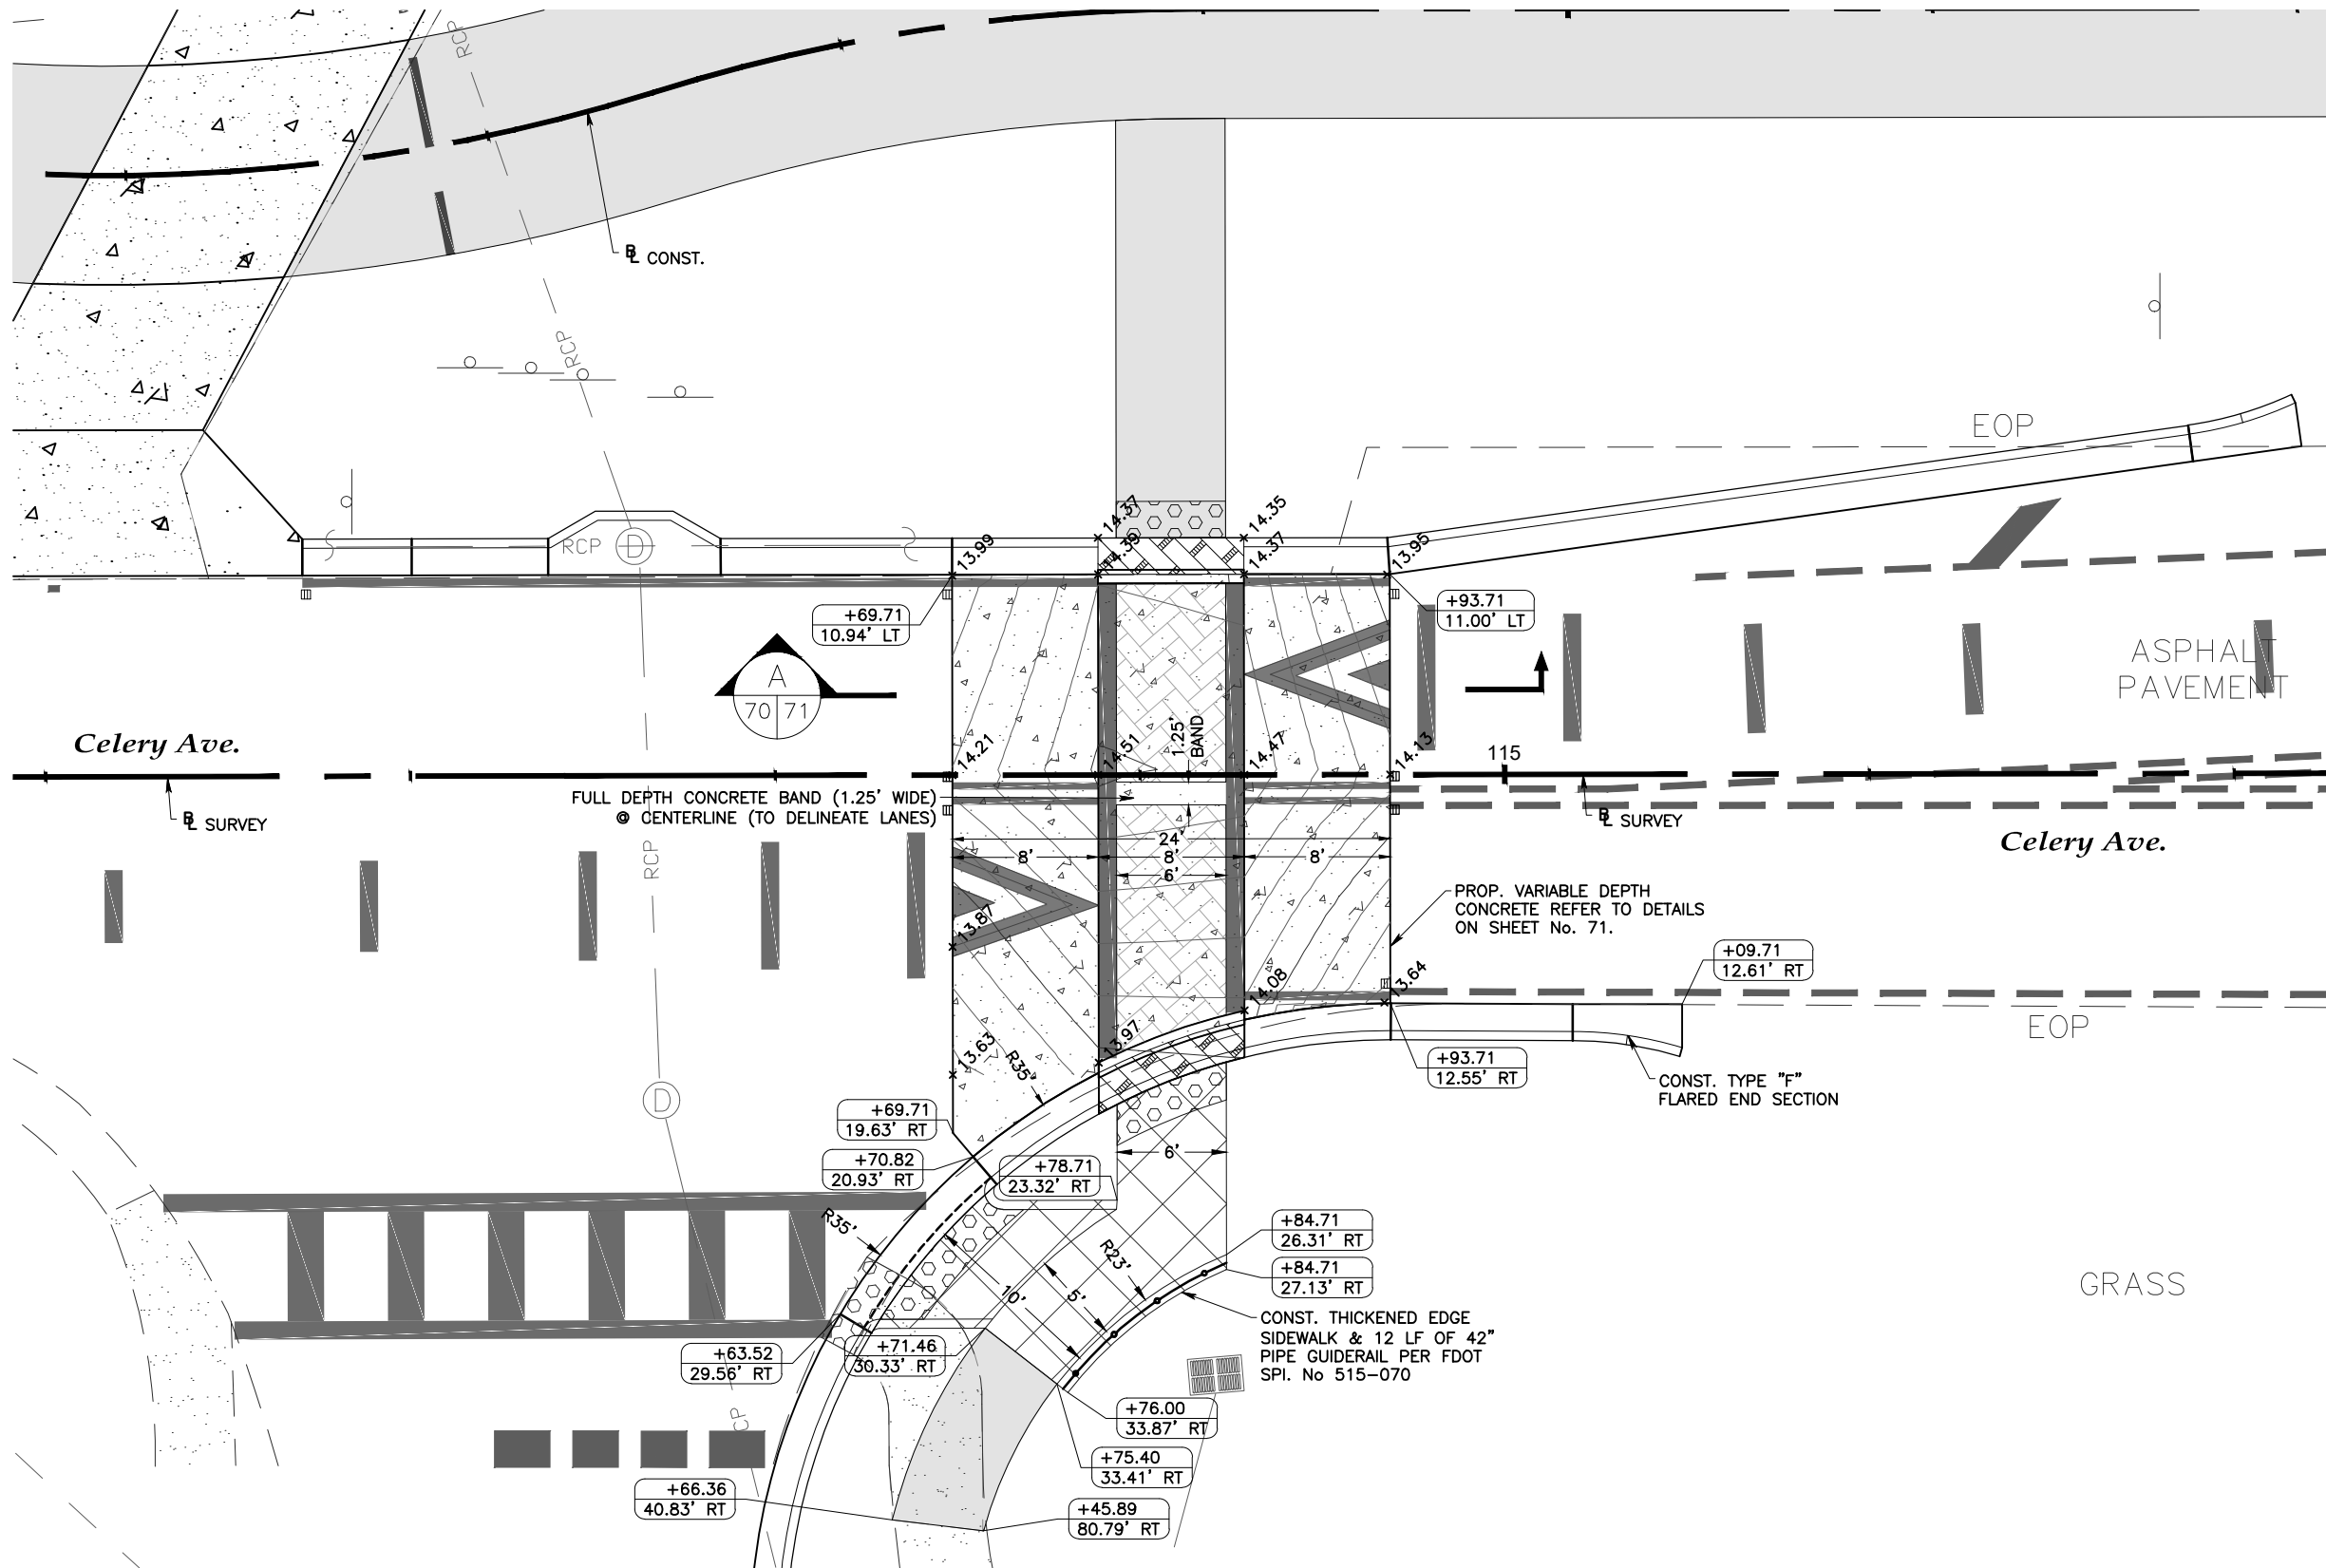 RCP
℄ CONST.
RCP
EOP
RCP
D
14.37
14.35
13.99
14.39
14.37
13.95
+69.71
10.94' LT
+93.71
11.00' LT
ASPHALT
PAVEMENT
A
70 71
Celery Ave.
14.21
14.51
1.25'
BAND
14.47
14.13
115
℄ SURVEY
FULL DEPTH CONCRETE BAND (1.25' WIDE)
@ CENTERLINE (TO DELINEATE LANES)
℄ SURVEY
Celery Ave.
24'
8'
8'
8'
6'
RCP
13.87
PROP. VARIABLE DEPTH
CONCRETE REFER TO DETAILS
ON SHEET No. 71.
+09.71
12.61' RT
14.08
13.64
13.97
13.63
R35'
EOP
+93.71
12.55' RT
CONST. TYPE "F"
FLARED END SECTION
D
+69.71
19.63' RT
+70.82
20.93' RT
+78.71
23.32' RT
6'
R35'
R23'
10'
5'
+84.71
26.31' RT
+84.71
27.13' RT
GRASS
CONST. THICKENED EDGE
SIDEWALK & 12 LF OF 42"
PIPE GUIDERAIL PER FDOT
SPI. No 515-070
+63.52
29.56' RT
+71.46
30.33' RT
+76.00
33.87' RT
CP
+75.40
33.41' RT
+66.36
40.83' RT
+45.89
80.79' RT